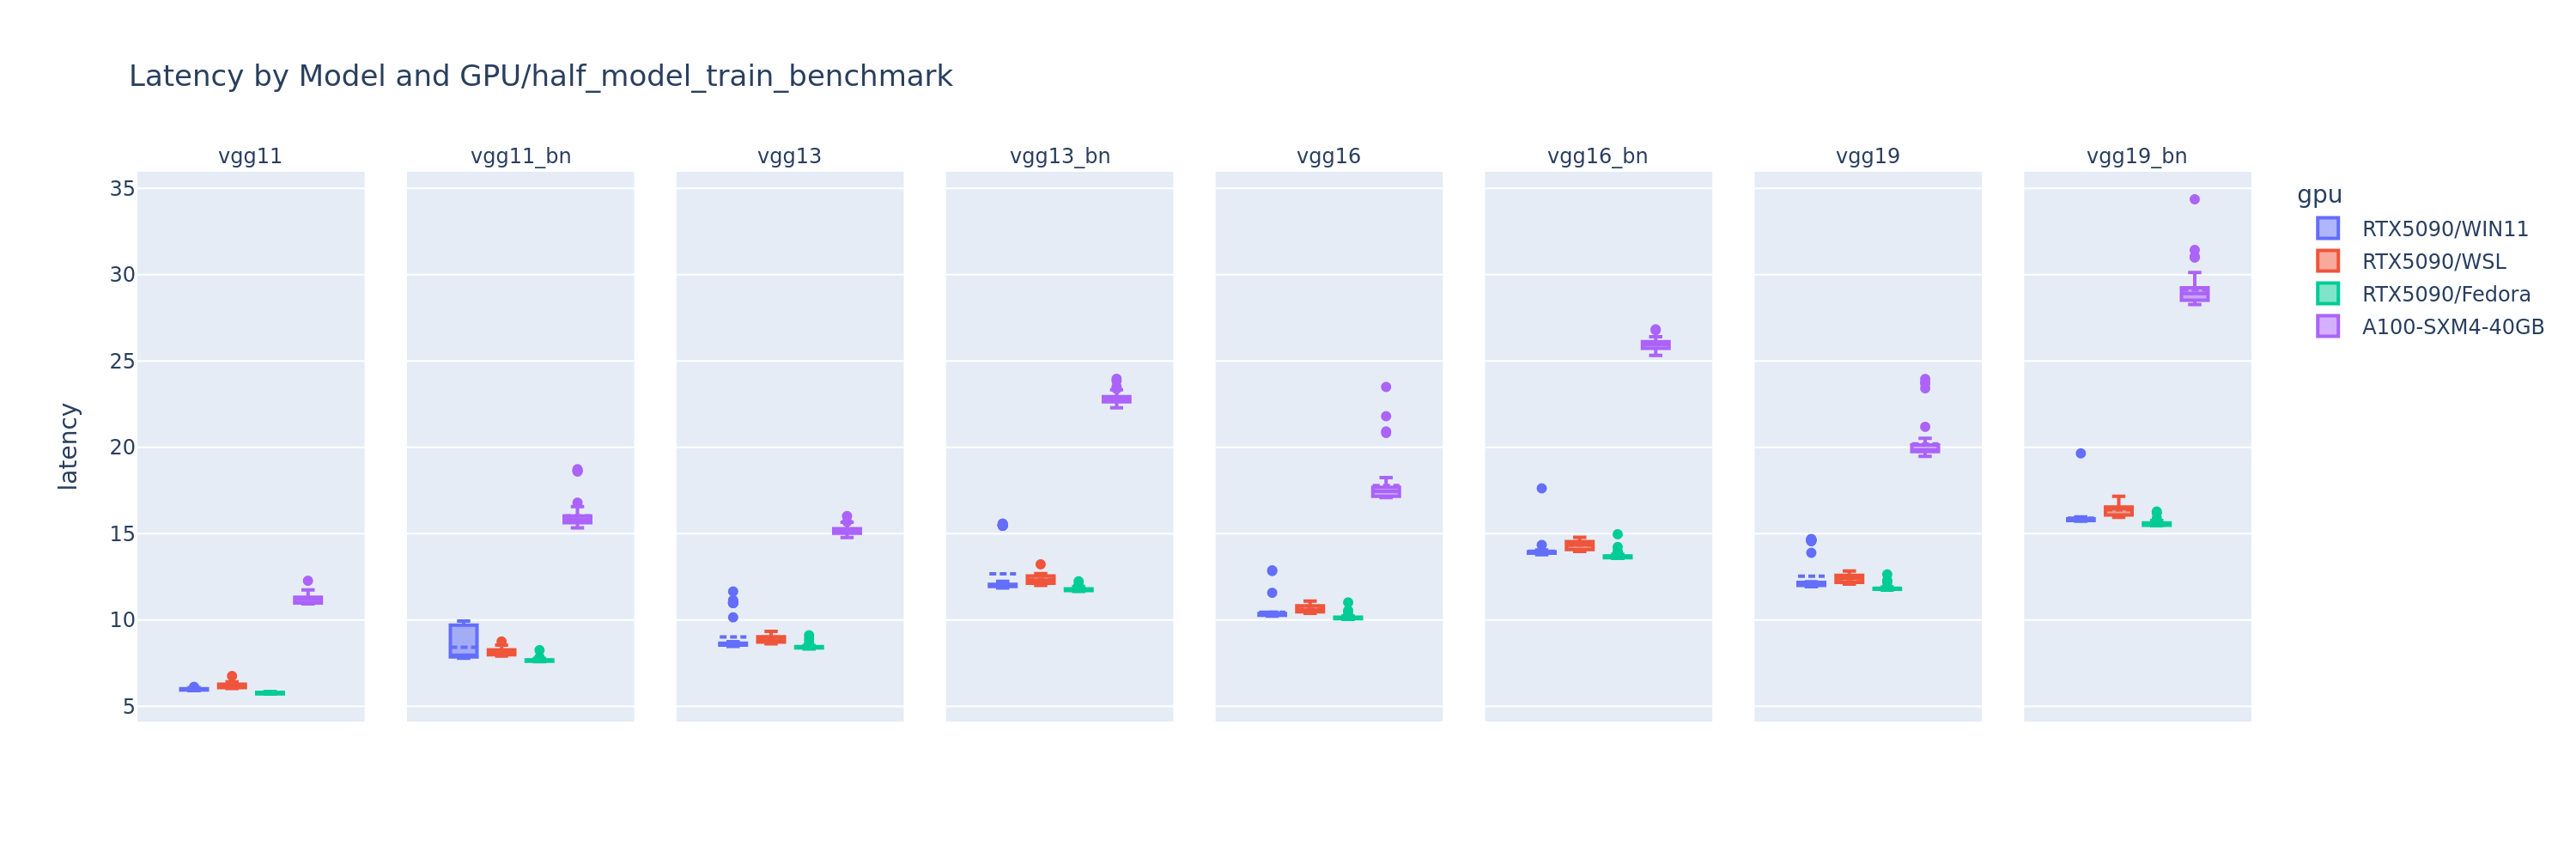 Latency by Model and GPU/half_model_train_benchmark
vgg11
vgg11_bn
vgg13
vgg13_bn
vgg16
vgg16_bn
vgg19
vgg19_bn
35
30
25
20
15
10
5
latency
gpu
RTX5090/WIN11
RTX5090/WSL
RTX5090/Fedora
A100-SXM4-40GB